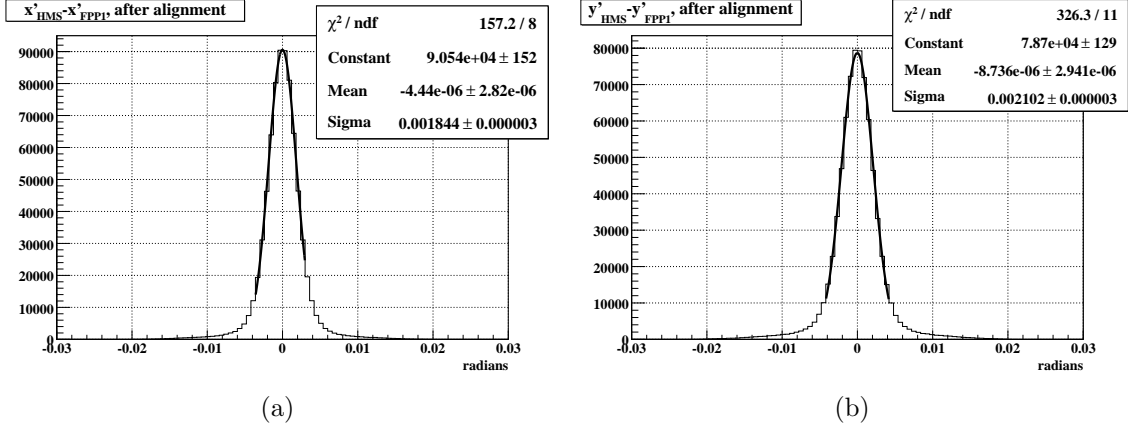 x'HMS-x'FPP1, after alignment
χ² / ndf 157.2 / 8
Constant 9.054e+04 ± 152
Mean -4.44e-06 ± 2.82e-06
Sigma 0.001844 ± 0.000003
90000
80000
70000
60000
50000
40000
30000
20000
10000
0
-0.03 -0.02 -0.01 0 0.01 0.02 0.03
radians
(a)
y'HMS-y'FPP1, after alignment
χ² / ndf 326.3 / 11
Constant 7.87e+04 ± 129
Mean -8.736e-06 ± 2.941e-06
Sigma 0.002102 ± 0.000003
80000
70000
60000
50000
40000
30000
20000
10000
0
-0.03 -0.02 -0.01 0 0.01 0.02 0.03
radians
(b)